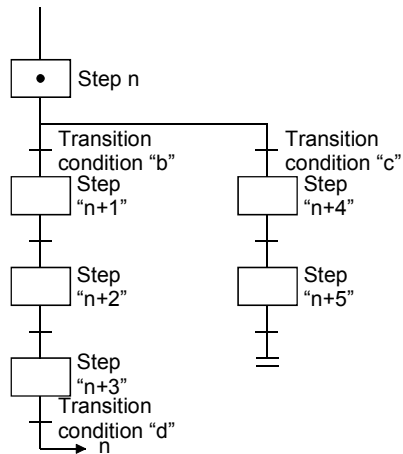 Step n
Transition
condition “b”
Transition
condition “c”
Step
“n+1”
Step
“n+4”
Step
“n+2”
Step
“n+5”
Step
“n+3”
Transition
condition “d”
n